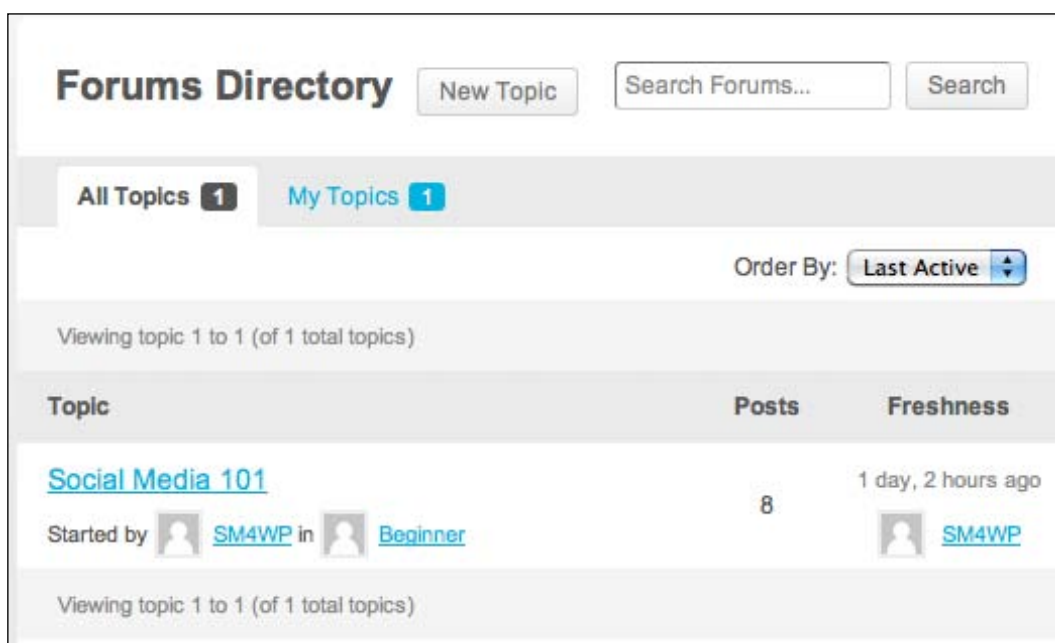 Forums Directory New Topic Search Forums... Search
All Topics 1 My Topics 1
Order By: Last Active
Viewing topic 1 to 1 (of 1 total topics)
Topic Posts Freshness
Social Media 101 8 1 day, 2 hours ago
Started by SM4WP in Beginner SM4WP
Viewing topic 1 to 1 (of 1 total topics)